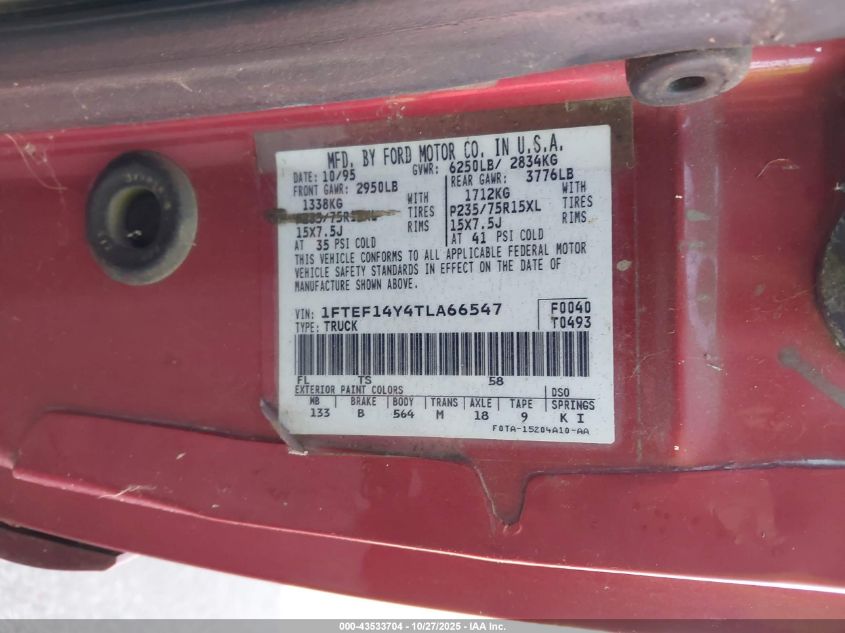 MFD. BY FORD MOTOR CO. IN U.S.A.
DATE: 10/95 GVWR: 6250LB/ 2834KG
FRONT GAWR: 2950LB REAR GAWR: 3776LB
1338KG WITH 1712KG WITH
P235/75R15XL TIRES P235/75R15XL TIRES
15X7.5J RIMS 15X7.5J RIMS
AT 35 PSI COLD AT 41 PSI COLD
THIS VEHICLE CONFORMS TO ALL APPLICABLE FEDERAL MOTOR
VEHICLE SAFETY STANDARDS IN EFFECT ON THE DATE OF
MANUFACTURE SHOWN ABOVE.
VIN: 1FTEF14Y4TLA66547 F0040
TYPE: TRUCK T0493
FL TS 58
EXTERIOR PAINT COLORS DSO
WB BRAKE BODY TRANS AXLE TAPE SPRINGS
133 B 564 M 18 9 K I
F0TA-15204A10-AA
000-43533704 | 10/27/2025 | IAA Inc.